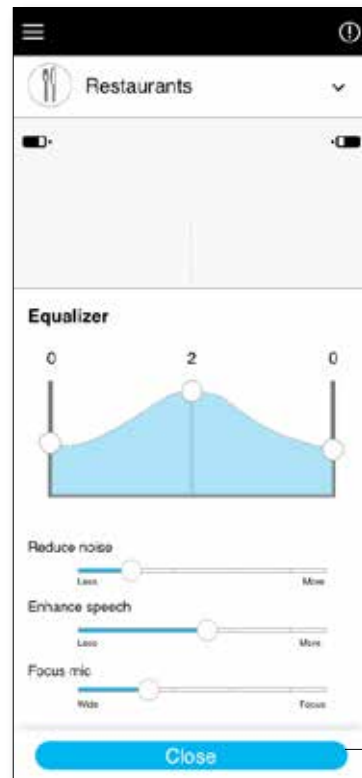 Restaurants
Equalizer
0 2 0
Reduce noise
Less More
Enhance speech
Less More
Focus mic
Wide Focus
Close